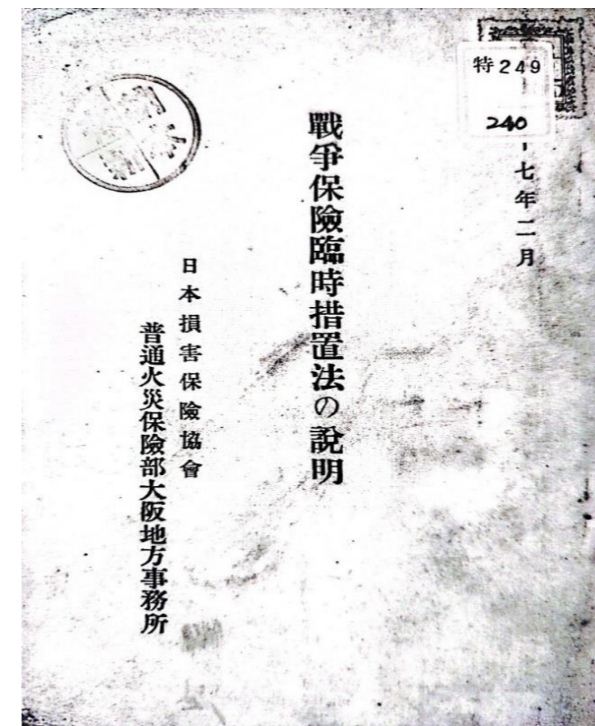 特249
240
七年二月
戰爭保險臨時措置法の說明
日本損害保險協會
普通火災保險部大阪地方事務所